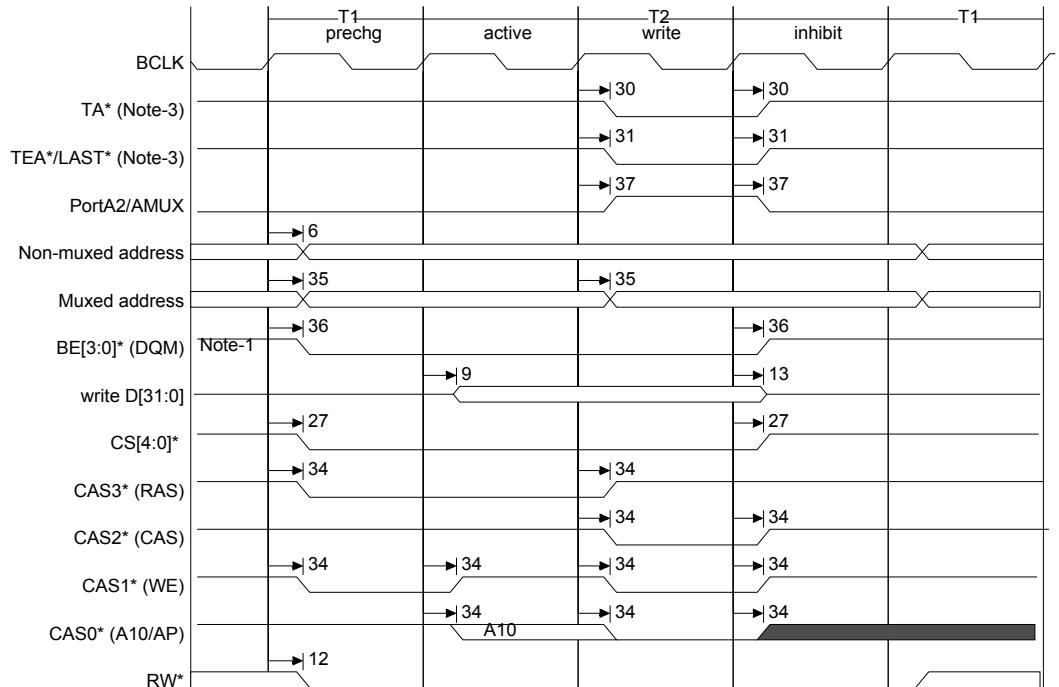 T1 T2 T1
prechg active write inhibit
BCLK
TA* (Note-3) 30 30
TEA*/LAST* (Note-3) 31 31
PortA2/AMUX 37 37
Non-muxed address 6
Muxed address 35 35
BE[3:0]* (DQM) Note-1 36 36
write D[31:0] 9 13
CS[4:0]* 27 27
CAS3* (RAS) 34 34
CAS2* (CAS) 34 34
CAS1* (WE) 34 34 34 34
CAS0* (A10/AP) 34 A10 34 34
RW* 12